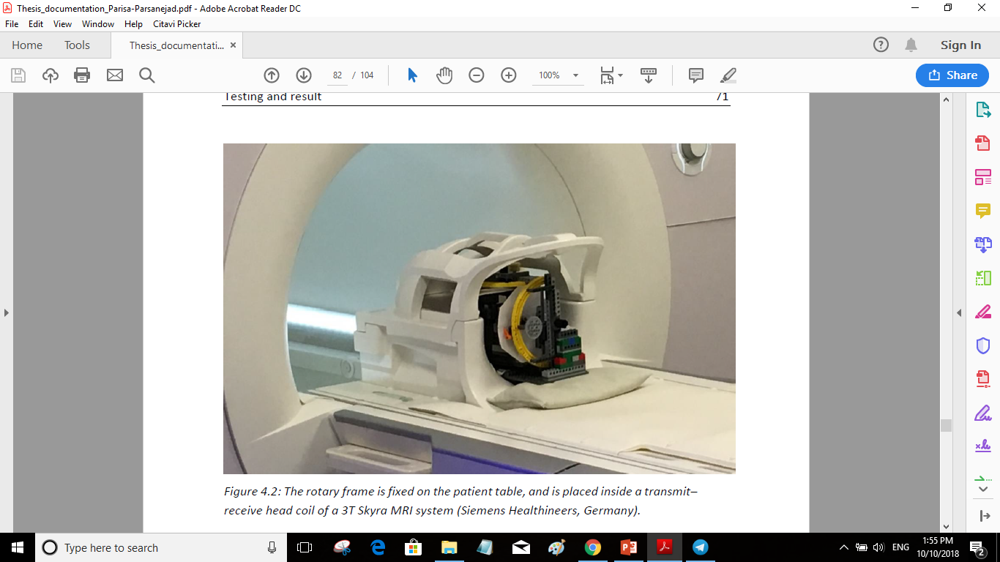 Thesis_documentation_Parisa-Parsanejad.pdf - Adobe Acrobat Reader DC
File Edit View Window Help Citavi Picker
Home Tools Thesis_documentati... × Sign In
82 / 104 100% Share
Testing and result 71
Figure 4.2: The rotary frame is fixed on the patient table, and is placed inside a transmit–
receive head coil of a 3T Skyra MRI system (Siemens Healthineers, Germany).
Type here to search
ENG
1:55 PM
10/10/2018
2